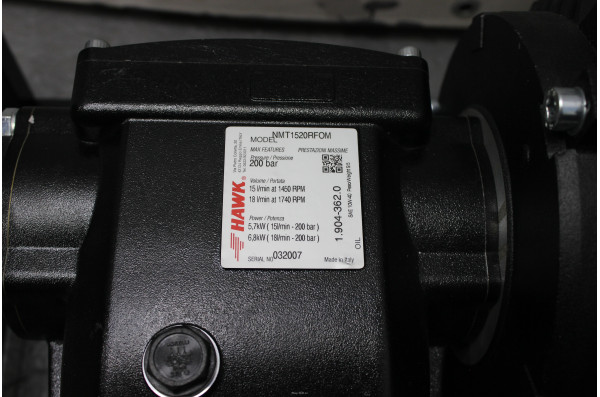 MODEL NMT1520RFOM
MAX FEATURES PRESTAZIONI MASSIME
Pressure / Pressione
200 bar
Volume / Portata
15 l/min at 1450 RPM
18 l/min at 1740 RPM
Power / Potenza
5,7kW ( 15l/min - 200 bar )
6,8kW ( 18l/min - 200 bar )
SERIAL NO 032007 Made in Italy
HAWK
1.904-362.0
OIL